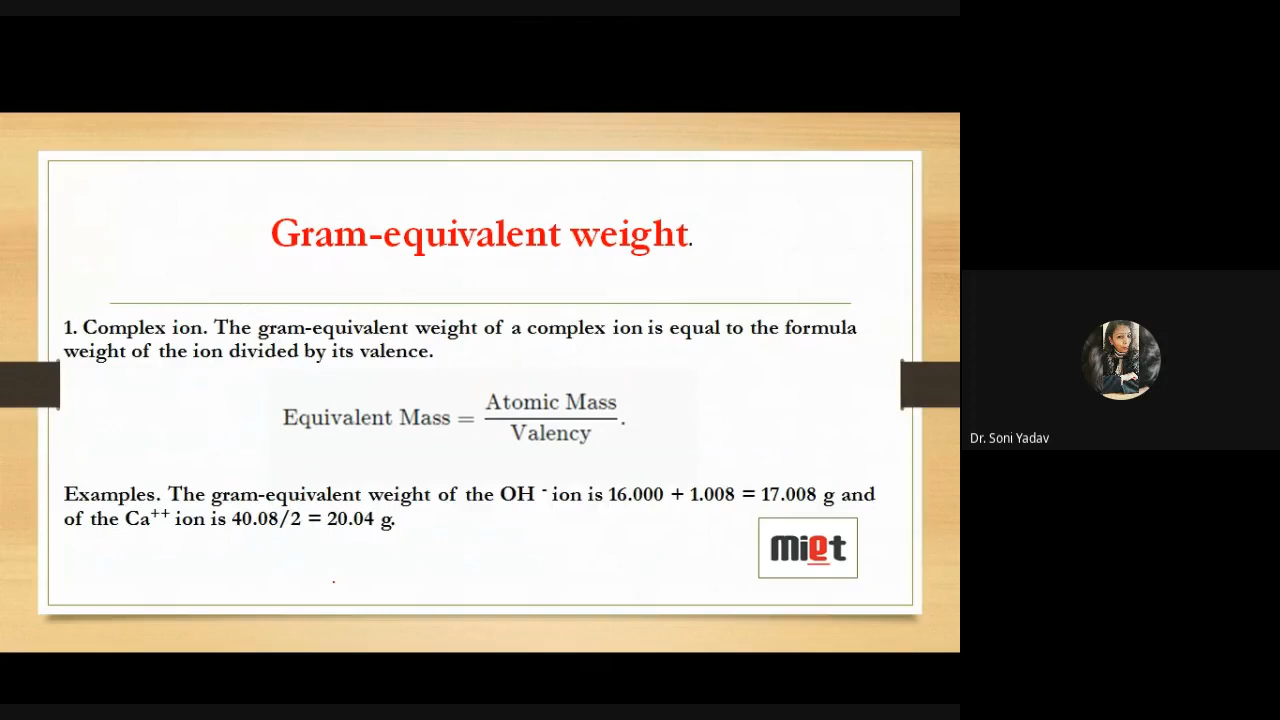 Gram-equivalent weight.
1. Complex ion. The gram-equivalent weight of a complex ion is equal to the formula
weight of the ion divided by its valence.
Equivalent Mass = Atomic Mass / Valency.
Examples. The gram-equivalent weight of the OH - ion is 16.000 + 1.008 = 17.008 g and
of the Ca++ ion is 40.08/2 = 20.04 g.
miet
Dr. Soni Yadav